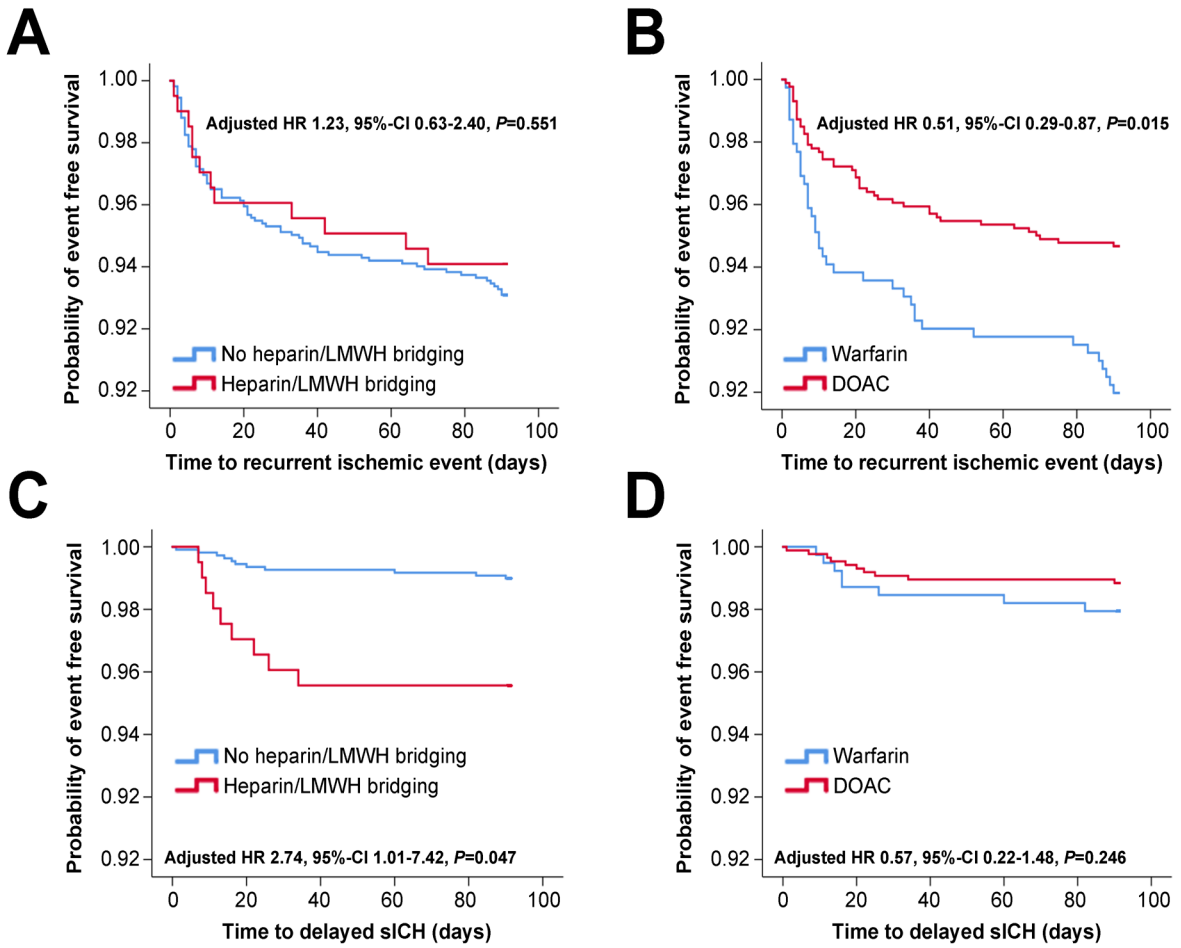 A
1.00
0.98
0.96
0.94
0.92
0.92
Probability of event free survival
Adjusted HR 1.23, 95%-CI 0.63-2.40, P=0.551
No heparin/LMWH bridging
Heparin/LMWH bridging
0 20 40 60 80 100
Time to recurrent ischemic event (days)
B
1.00
0.98
0.96
0.94
0.92
0.92
Probability of event free survival
Adjusted HR 0.51, 95%-CI 0.29-0.87, P=0.015
Warfarin
DOAC
0 20 40 60 80 100
Time to recurrent ischemic event (days)
C
1.00
0.98
0.96
0.94
0.92
0.92
Probability of event free survival
No heparin/LMWH bridging
Heparin/LMWH bridging
Adjusted HR 2.74, 95%-CI 1.01-7.42, P=0.047
0 20 40 60 80 100
Time to delayed sICH (days)
D
1.00
0.98
0.96
0.94
0.92
0.92
Probability of event free survival
Warfarin
DOAC
Adjusted HR 0.57, 95%-CI 0.22-1.48, P=0.246
0 20 40 60 80 100
Time to delayed sICH (days)